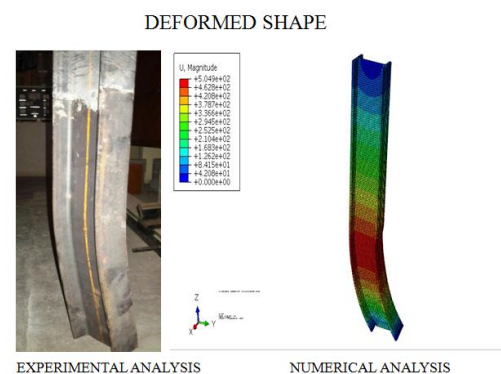 DEFORMED SHAPE
U, Magnitude
+5.049e+02
+4.628e+02
+4.208e+02
+3.787e+02
+3.366e+02
+2.945e+02
+2.525e+02
+2.104e+02
+1.683e+02
+1.262e+02
+8.415e+01
+4.208e+01
+0.000e+00
Z
Y
X
EXPERIMENTAL ANALYSIS
NUMERICAL ANALYSIS